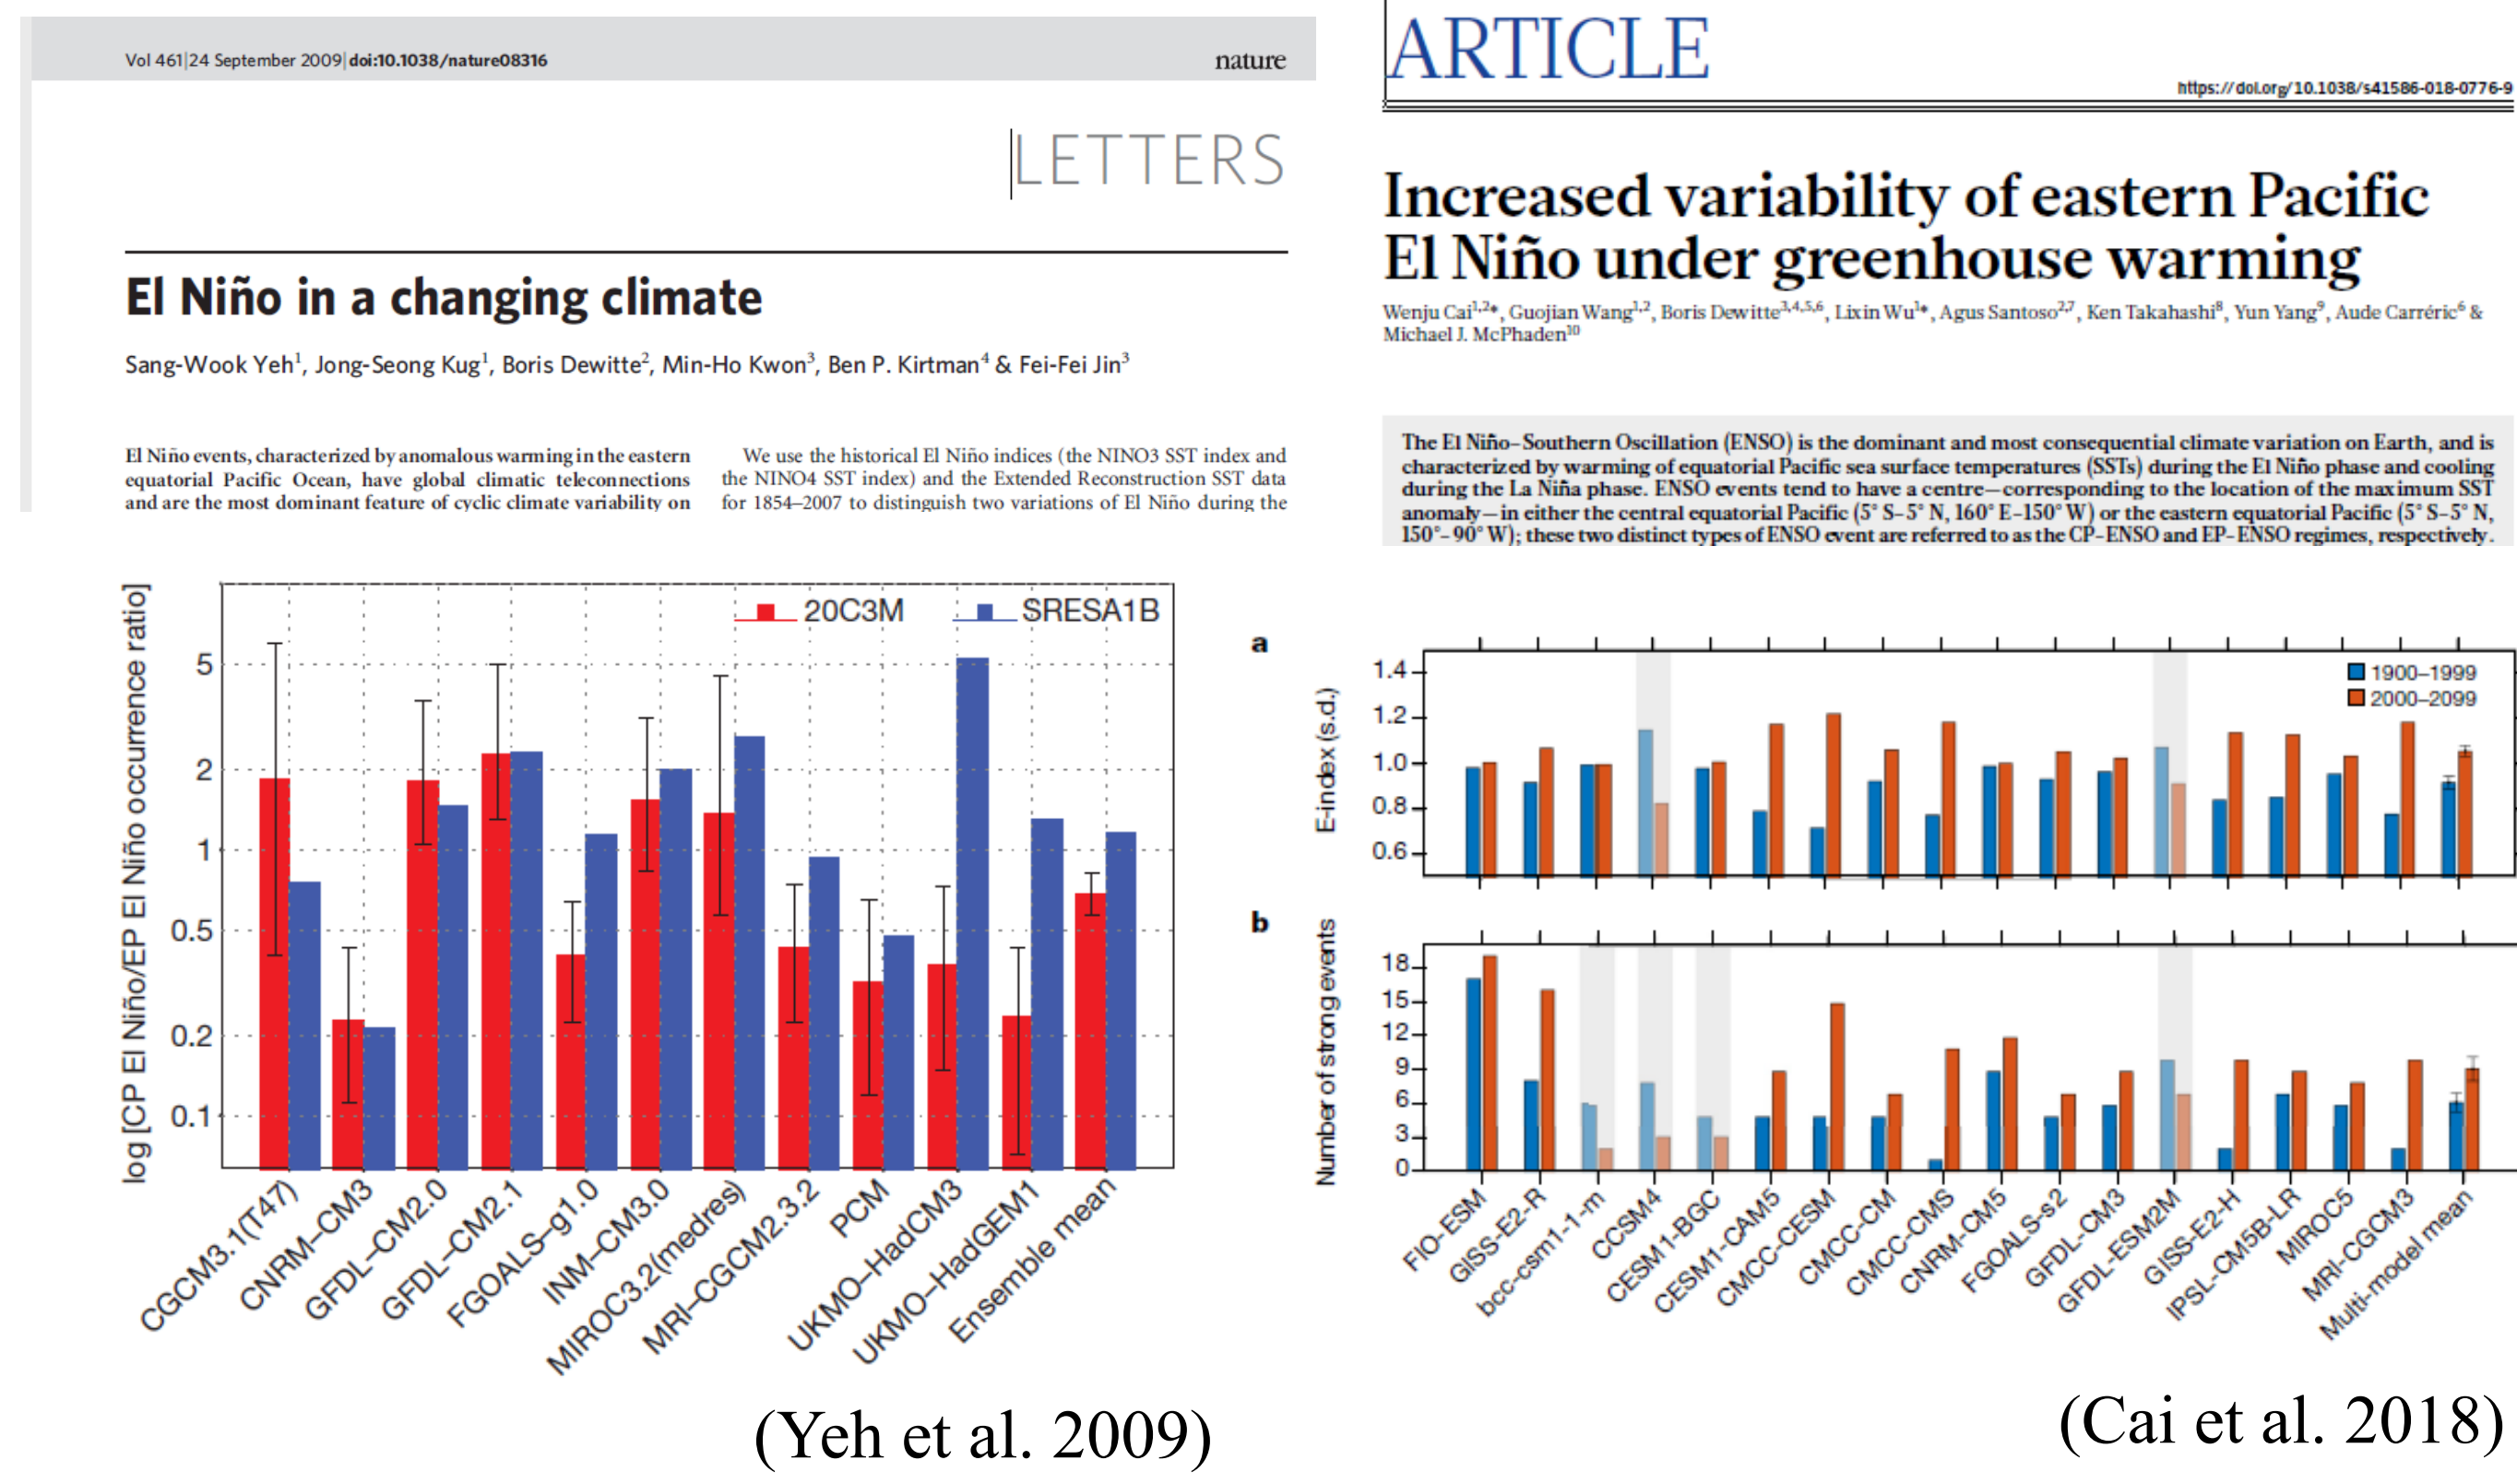 Vol 461|24 September 2009|doi:10.1038/nature08316
nature
LETTERS
El Niño in a changing climate
Sang-Wook Yeh1, Jong-Seong Kug1, Boris Dewitte2, Min-Ho Kwon3, Ben P. Kirtman4 & Fei-Fei Jin3
El Niño events, characterized by anomalous warming in the eastern
equatorial Pacific Ocean, have global climatic teleconnections
and are the most dominant feature of cyclic climate variability on
We use the historical El Niño indices (the NINO3 SST index and
the NINO4 SST index) and the Extended Reconstruction SST data
for 1854–2007 to distinguish two variations of El Niño during the
log [CP El Niño/EP El Niño occurrence ratio]
20C3M
SRESA1B
5
2
1
0.5
0.2
0.1
CGCM3.1(T47)
CNRM–CM3
GFDL–CM2.0
GFDL–CM2.1
FGOALS–g1.0
INM–CM3.0
MIROC3.2(medres)
MRI–CGCM2.3.2
PCM
UKMO–HadCM3
UKMO–HadGEM1
Ensemble mean
(Yeh et al. 2009)
ARTICLE
https://doi.org/10.1038/s41586-018-0776-9
Increased variability of eastern Pacific
El Niño under greenhouse warming
Wenju Cai1,2*, Guojian Wang1,2, Boris Dewitte3,4,5,6, Lixin Wu1*, Agus Santoso2,7, Ken Takahashi8, Yun Yang9, Aude Carréric6 &
Michael J. McPhaden10
The El Niño–Southern Oscillation (ENSO) is the dominant and most consequential climate variation on Earth, and is
characterized by warming of equatorial Pacific sea surface temperatures (SSTs) during the El Niño phase and cooling
during the La Niña phase. ENSO events tend to have a centre—corresponding to the location of the maximum SST
anomaly—in either the central equatorial Pacific (5° S–5° N, 160° E–150° W) or the eastern equatorial Pacific (5° S–5° N,
150°–90° W); these two distinct types of ENSO event are referred to as the CP-ENSO and EP-ENSO regimes, respectively.
a
E-index (s.d.)
1.4
1.2
1.0
0.8
0.6
1900–1999
2000–2099
b
Number of strong events
18
15
12
9
6
3
0
FIO-ESM
GISS-E2-R
bcc-csm1-1-m
CCSM4
CESM1-BGC
CESM1-CAM5
CMCC-CESM
CMCC-CM
CMCC-CMS
CNRM-CM5
FGOALS-s2
GFDL-CM3
GFDL-ESM2M
GISS-E2-H
IPSL-CM5B-LR
MIROC5
MRI-CGCM3
Multi-model mean
(Cai et al. 2018)